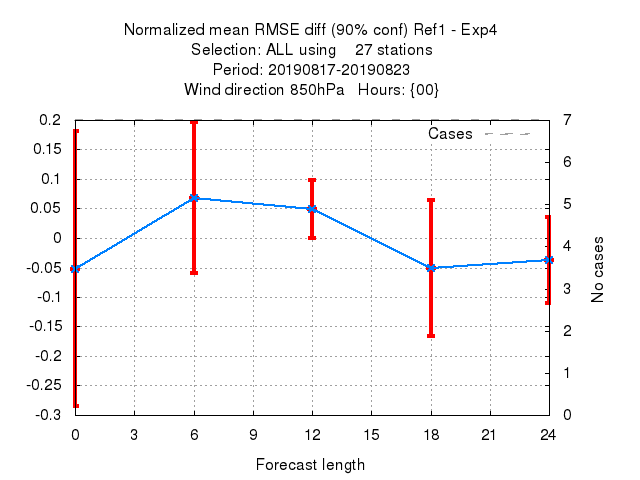 Normalized mean RMSE diff (90% conf) Ref1 - Exp4
Selection: ALL using    27 stations
Period: 20190817-20190823
Wind direction 850hPa   Hours: {00}
Cases
0.2
0.15
0.1
0.05
0
-0.05
-0.1
-0.15
-0.2
-0.25
-0.3
7
6
5
4
3
2
1
0
No cases
0 3 6 9 12 15 18 21 24
Forecast length